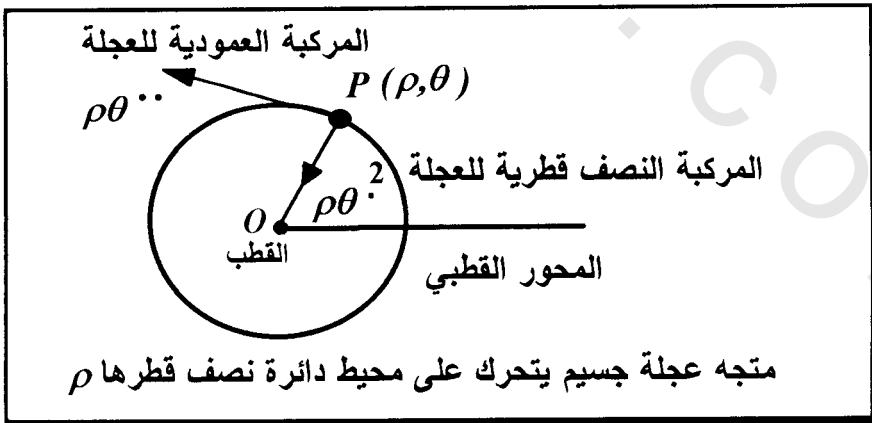 المركبة العمودية للعجلة
P (ρ,θ)
ρθ ··
المركبة النصف قطرية للعجلة
ρθ · 2
O
القطب
المحور القطبي
متجه عجلة جسيم يتحرك على محيط دائرة نصف قطرها ρ
. C O